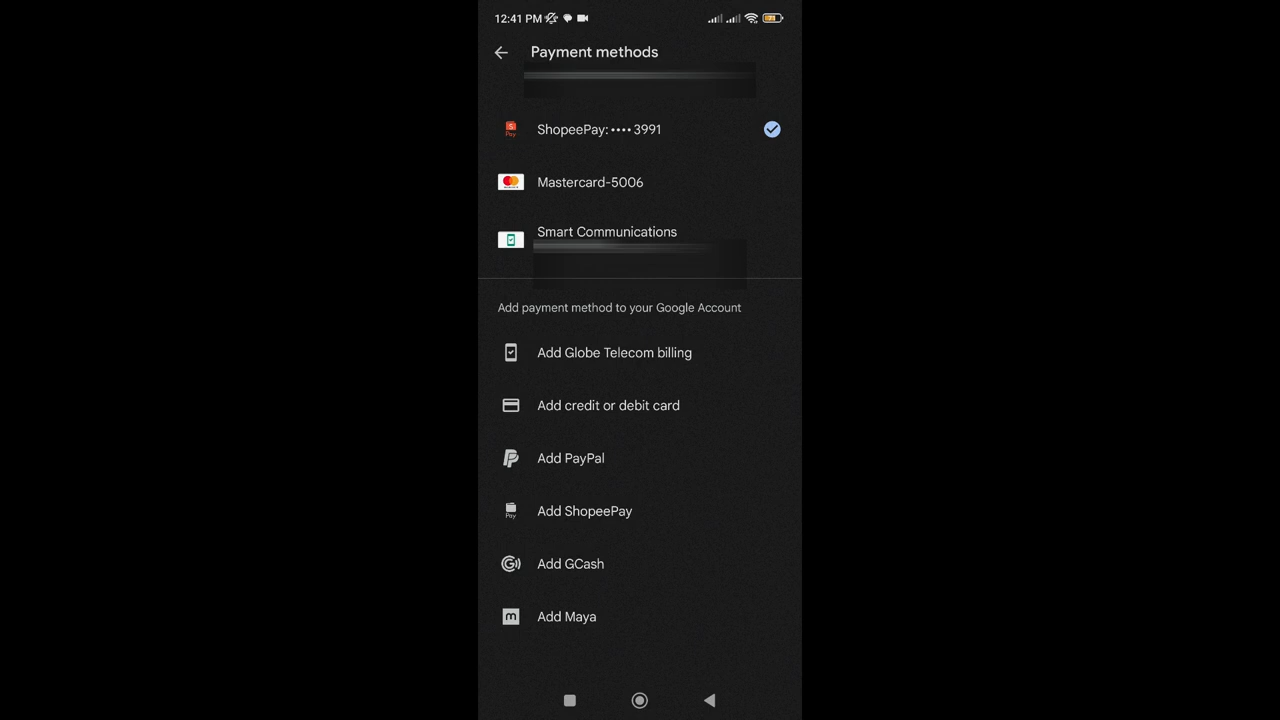 12:41 PM
Payment methods
ShopeePay: •••• 3991
Mastercard-5006
Smart Communications
Add payment method to your Google Account
Add Globe Telecom billing
Add credit or debit card
Add PayPal
Pay
Add ShopeePay
Add GCash
Add Maya